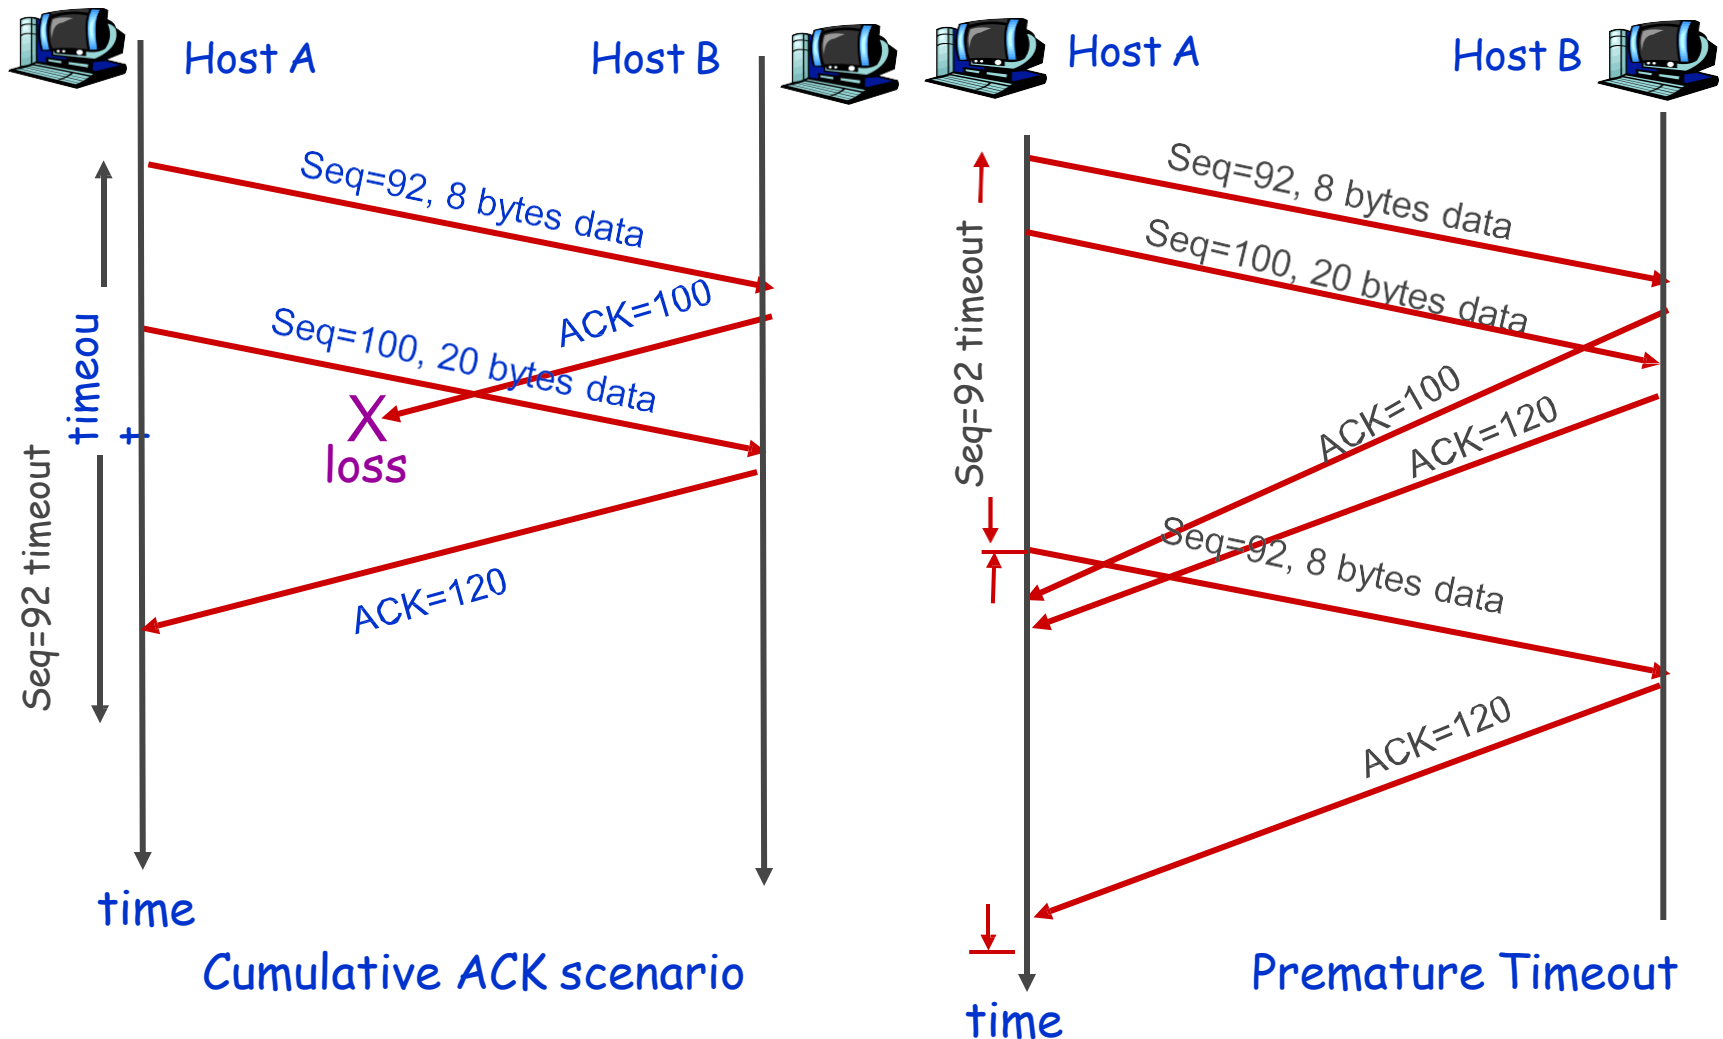 Host A
Host B
Seq=92, 8 bytes data
ACK=100
Seq=100, 20 bytes data
timeou
t
X
loss
Seq=92 timeout
ACK=120
time
Cumulative ACK scenario
Host A
Host B
Seq=92, 8 bytes data
Seq=100, 20 bytes data
Seq=92 timeout
ACK=100
ACK=120
Seq=92, 8 bytes data
ACK=120
Premature Timeout
time